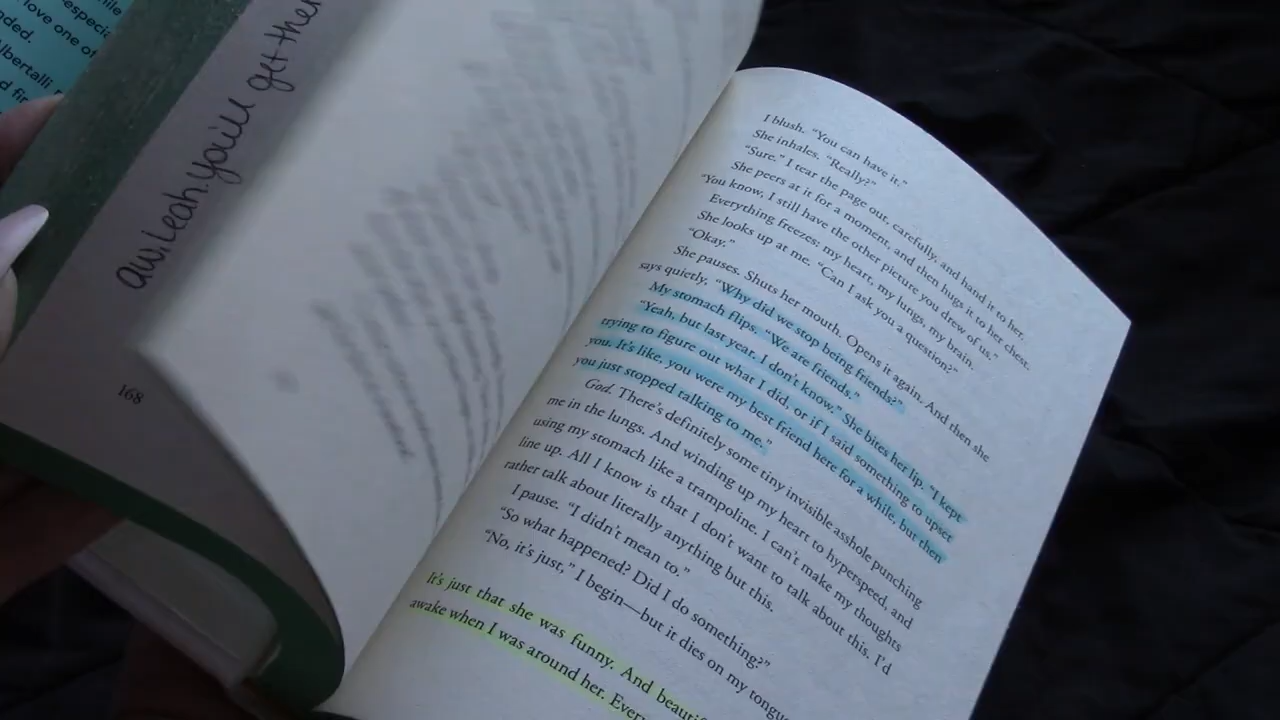 hile
-especia
love one of
nded.
lbertalli
d fir
aw, leah. you'll get ther
168
I blush. "You can have it."
She inhales. "Really?"
"Sure." I tear the page out, carefully, and hand it to her.
She peers at it for a moment, and then hugs it to her chest.
"You know, I still have the other picture you drew of us."
Everything freezes: my heart, my lungs, my brain.
She looks up at me. "Can I ask you a question?"
"Okay."
She pauses. Shuts her mouth. Opens it again. And then she
says quietly, "Why did we stop being friends?"
My stomach flips. "We are friends."
"Yeah, but last year. I don't know." She bites her lip. "I kept
trying to figure out what I did, or if I said something to upset
you. It's like, you were my best friend here for a while, but then
you just stopped talking to me."
God. There's definitely some tiny invisible asshole punching
me in the lungs. And winding up my heart to hyperspeed, and
using my stomach like a trampoline. I can't make my thoughts
line up. All I know is that I don't want to talk about this. I'd
rather talk about literally anything but this.
I pause. "I didn't mean to."
"So what happened? Did I do something?"
"No, it's just," I begin—but it dies on my tongue
It's just that she was funny. And beautif
awake when I was around her. Ever